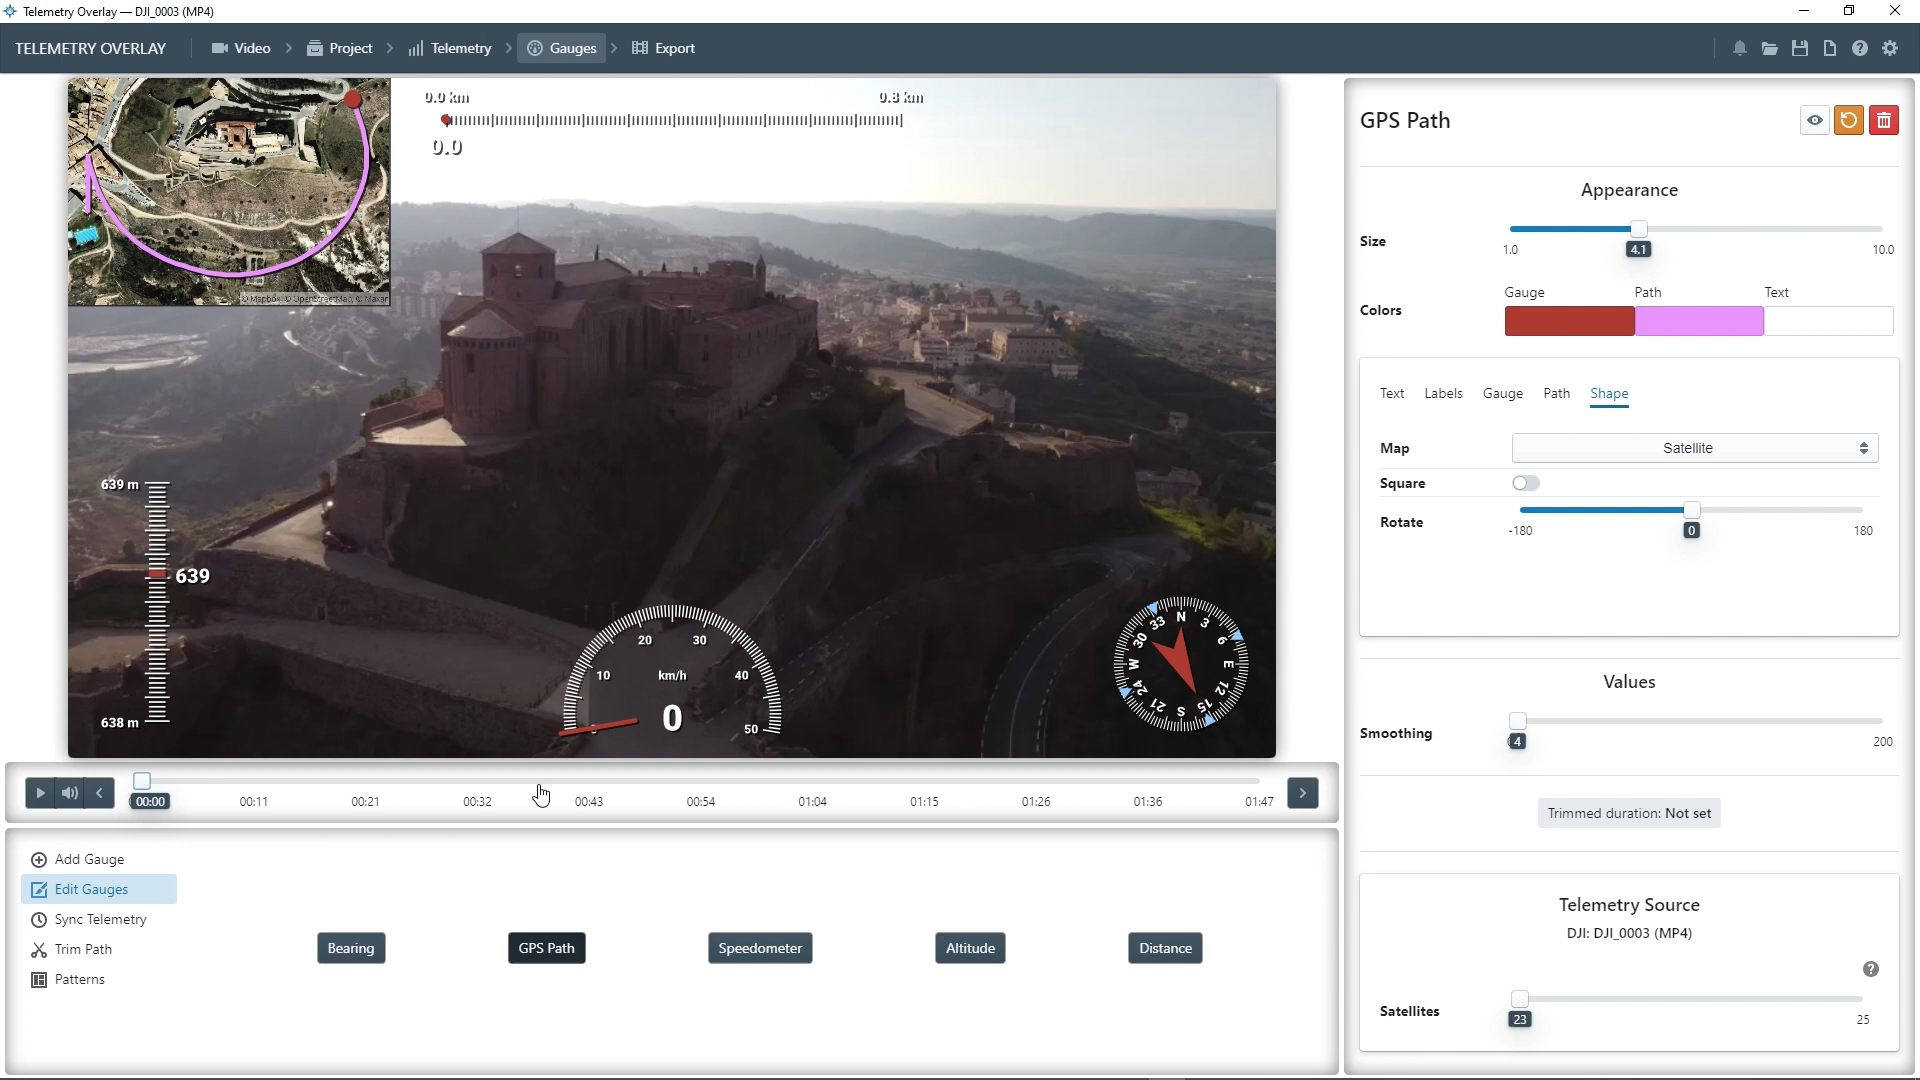 Telemetry Overlay — DJI_0003 (MP4)
TELEMETRY OVERLAY
Video
Project
Telemetry
Gauges
Export
© Mapbox, © OpenStreetMap, © Maxar
0.0 km
0.3 km
0.0
639 m
639
638 m
10
20
30
40
50
km/h
0
N
3
6
E
12
15
S
21
24
W
30
33
00:00
00:11
00:21
00:32
00:43
00:54
01:04
01:15
01:26
01:36
01:47
Add Gauge
Edit Gauges
Sync Telemetry
Trim Path
Patterns
Bearing
GPS Path
Speedometer
Altitude
Distance
GPS Path
Appearance
Size
1.0
4.1
10.0
Colors
Gauge
Path
Text
Text
Labels
Gauge
Path
Shape
Map
Satellite
Square
Rotate
-180
0
180
Values
Smoothing
4
200
Trimmed duration: Not set
Telemetry Source
DJI: DJI_0003 (MP4)
Satellites
23
25